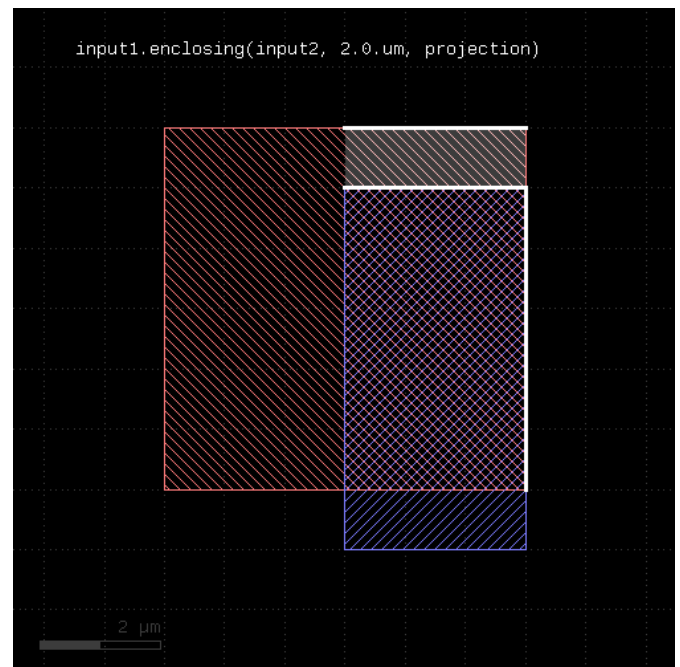 input1.enclosing(input2, 2.0.um, projection)
2 µm